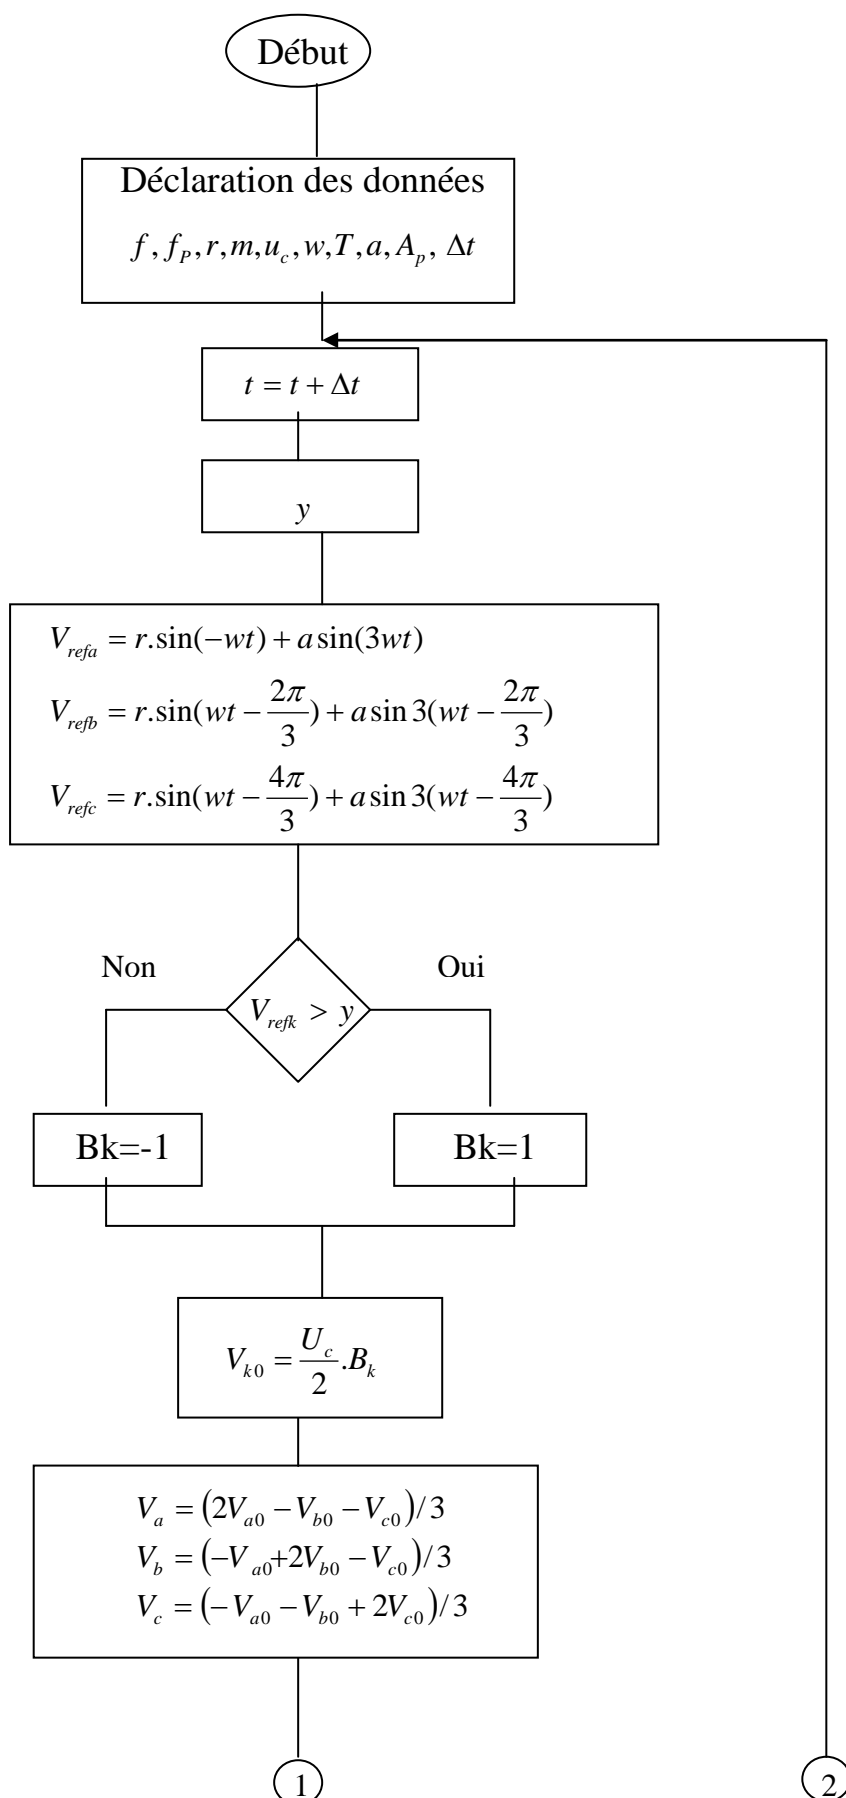 Début
Déclaration des données
f, f_P, r, m, u_c, w, T, a, A_p, Δt
t = t + Δt
y
V_refa = r.sin(−wt) + a sin(3wt)
V_refb = r.sin(wt − 2π/3) + a sin 3(wt − 2π/3)
V_refc = r.sin(wt − 4π/3) + a sin 3(wt − 4π/3)
Non Oui
V_refk > y
Bk=-1 Bk=1
V_k0 = U_c/2 .B_k
V_a = (2V_a0 − V_b0 − V_c0)/3
V_b = (−V_a0+2V_b0 − V_c0)/3
V_c = (−V_a0 − V_b0 + 2V_c0)/3
1 2